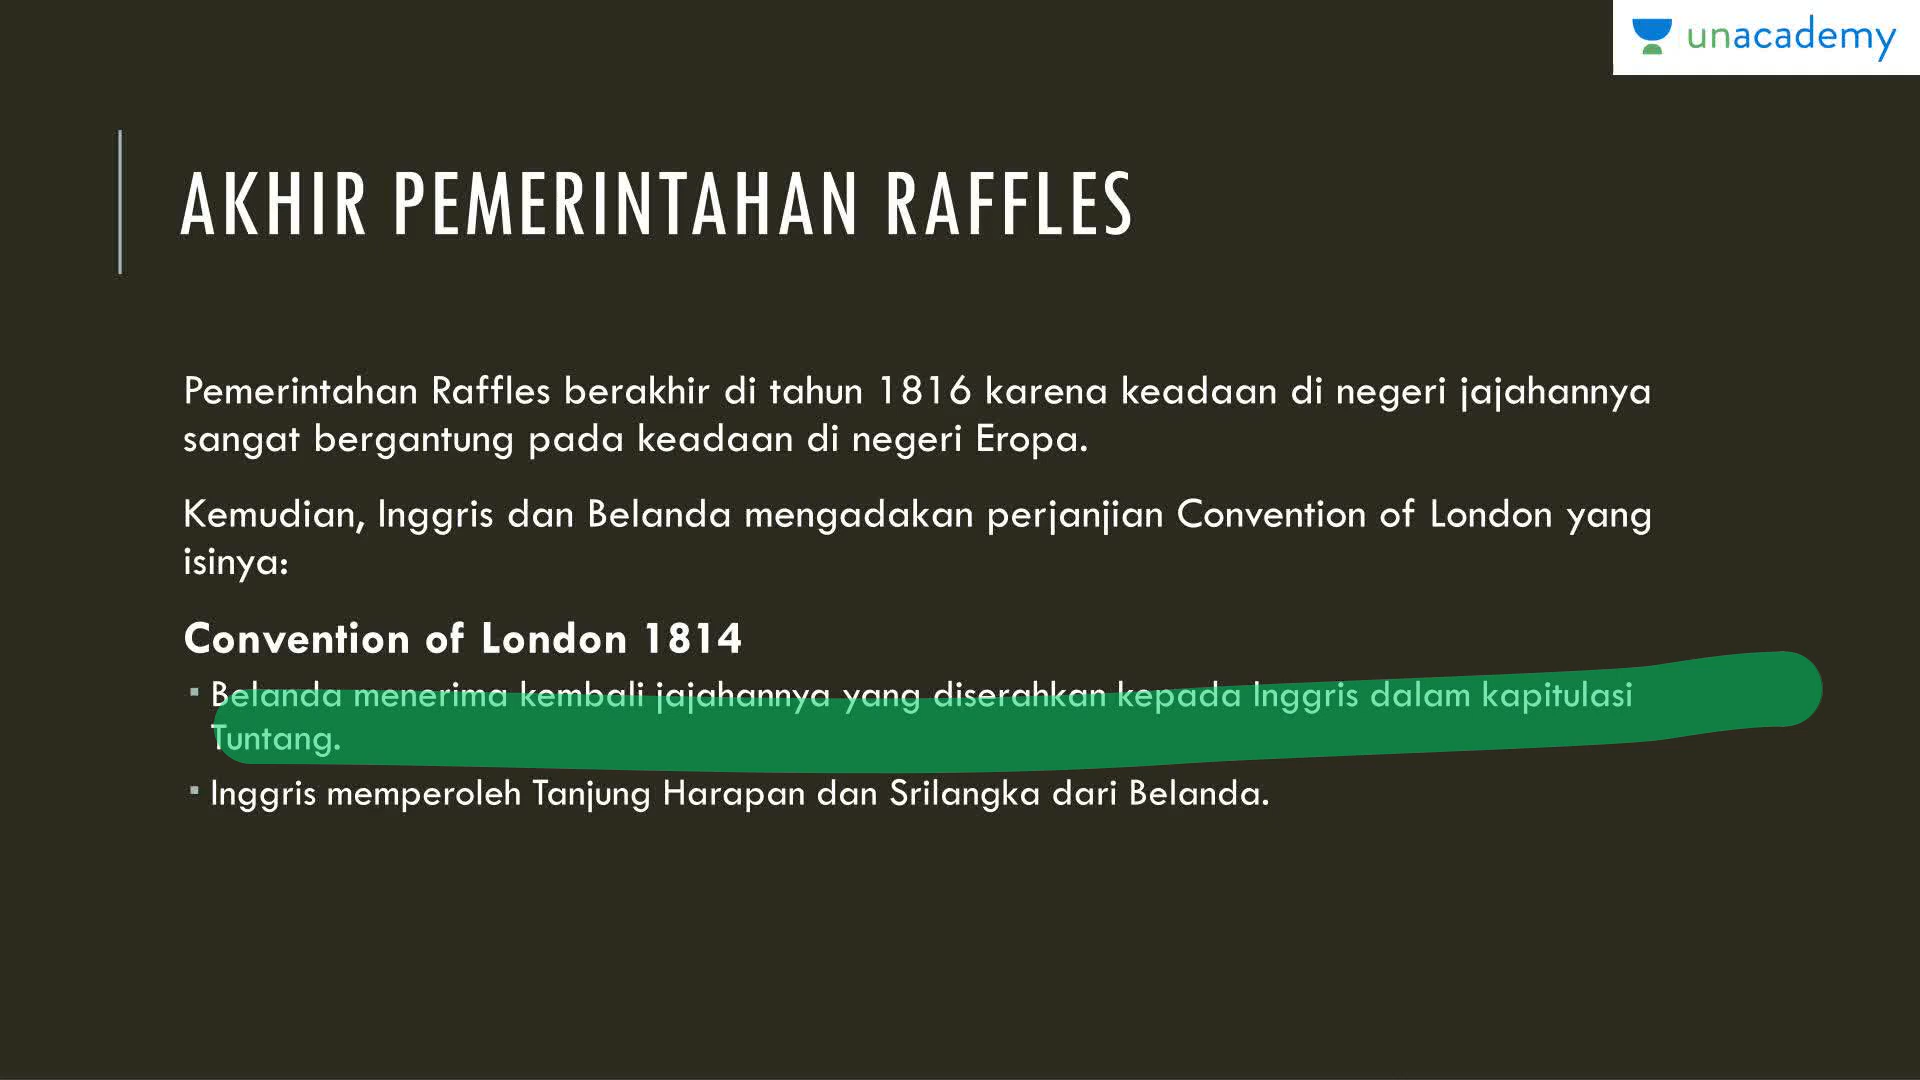 unacademy
AKHIR PEMERINTAHAN RAFFLES
Pemerintahan Raffles berakhir di tahun 1816 karena keadaan di negeri jajahannya
sangat bergantung pada keadaan di negeri Eropa.
Kemudian, Inggris dan Belanda mengadakan perjanjian Convention of London yang
isinya:
Convention of London 1814
▪ Belanda menerima kembali jajahannya yang diserahkan kepada Inggris dalam kapitulasi
Tuntang.
▪ Inggris memperoleh Tanjung Harapan dan Srilangka dari Belanda.